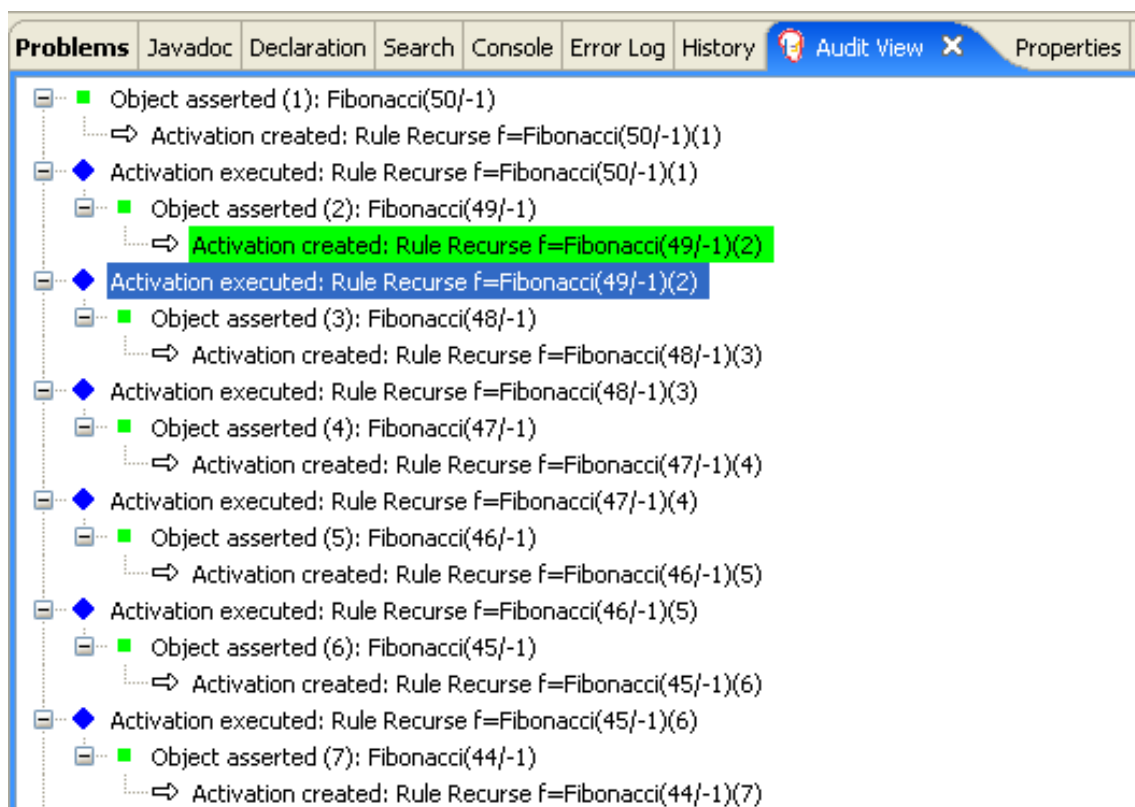 Problems Javadoc Declaration Search Console Error Log History Audit View Properties
Object asserted (1): Fibonacci(50/-1)
Activation created: Rule Recurse f=Fibonacci(50/-1)(1)
Activation executed: Rule Recurse f=Fibonacci(50/-1)(1)
Object asserted (2): Fibonacci(49/-1)
Activation created: Rule Recurse f=Fibonacci(49/-1)(2)
Activation executed: Rule Recurse f=Fibonacci(49/-1)(2)
Object asserted (3): Fibonacci(48/-1)
Activation created: Rule Recurse f=Fibonacci(48/-1)(3)
Activation executed: Rule Recurse f=Fibonacci(48/-1)(3)
Object asserted (4): Fibonacci(47/-1)
Activation created: Rule Recurse f=Fibonacci(47/-1)(4)
Activation executed: Rule Recurse f=Fibonacci(47/-1)(4)
Object asserted (5): Fibonacci(46/-1)
Activation created: Rule Recurse f=Fibonacci(46/-1)(5)
Activation executed: Rule Recurse f=Fibonacci(46/-1)(5)
Object asserted (6): Fibonacci(45/-1)
Activation created: Rule Recurse f=Fibonacci(45/-1)(6)
Activation executed: Rule Recurse f=Fibonacci(45/-1)(6)
Object asserted (7): Fibonacci(44/-1)
Activation created: Rule Recurse f=Fibonacci(44/-1)(7)